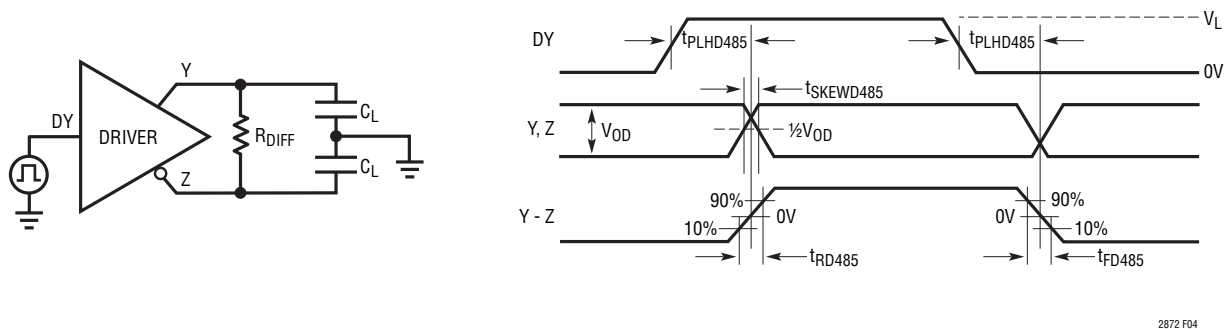 DY
DRIVER
Y
Z
R_DIFF
C_L
C_L
DY
t_PLHD485
t_PLHD485
V_L
0V
t_SKEWD485
Y, Z
V_OD
½V_OD
Y - Z
90%
0V
10%
t_RD485
90%
0V
10%
t_FD485
2872 F04